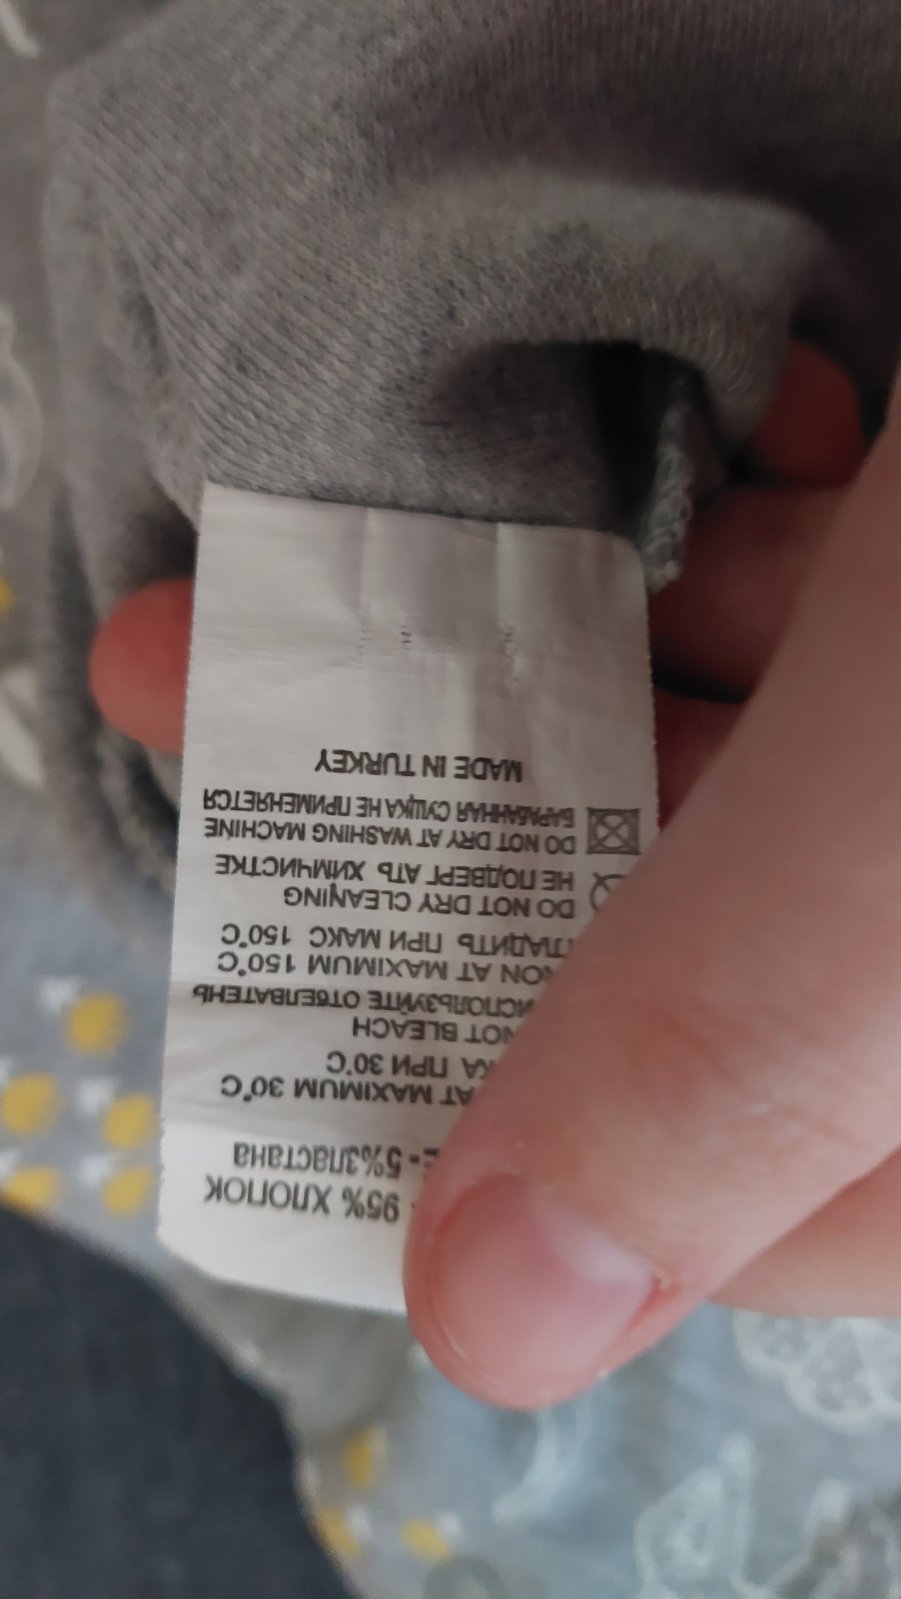 95% ХЛОПОК
- 5%Эластана
AT MAXIMUM 30°C
ПРИ 30°C
NOT BLEACH
ИСПОЛЬЗУЙТЕ ОТБЕЛВАТЕНЬ
AT MAXIMUM 150°C
ГЛАДИТЬ ПРИ МАКС 150°C
DO NOT DRY CLEANING
НЕ ПОДВЕРГ АТЬ ХИМЧИСТКЕ
DO NOT DRY AT WASHING MACHINE
БАРАБАННАЯ СУШКА НЕ ПРИМЕНЯЕТСЯ
MADE IN TURKEY